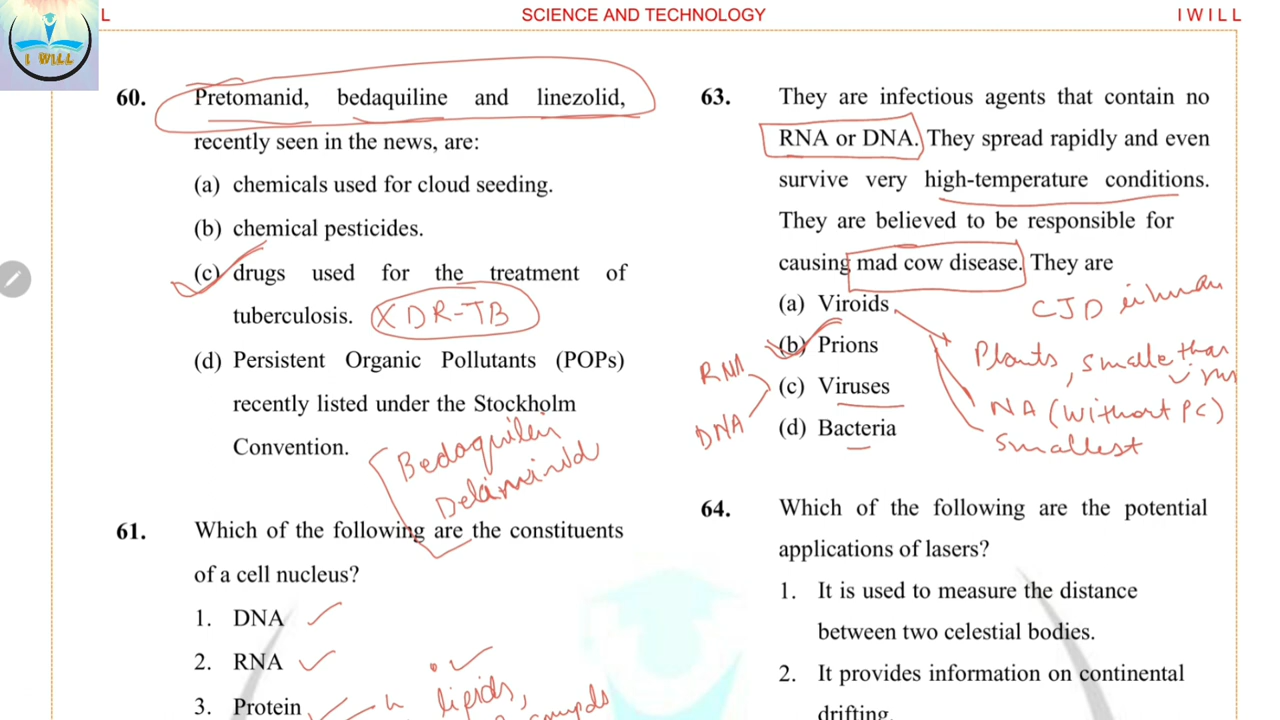 L
SCIENCE AND TECHNOLOGY
I W I L L
I WILL
60. Pretomanid, bedaquiline and linezolid,
recently seen in the news, are:
(a) chemicals used for cloud seeding.
(b) chemical pesticides.
(c) drugs used for the treatment of
tuberculosis. XDR-TB
(d) Persistent Organic Pollutants (POPs)
recently listed under the Stockholm
Convention.
Bedaquilein
Delaminid
61. Which of the following are the constituents
of a cell nucleus?
1. DNA
2. RNA
3. Protein
lipids,
63. They are infectious agents that contain no
RNA or DNA. They spread rapidly and even
survive very high-temperature conditions.
They are believed to be responsible for
causing mad cow disease. They are
(a) Viroids
CJD in human
(b) Prions
Plants, smaller than
RNA
(c) Viruses
NA (without PC)
DNA
(d) Bacteria
Smallest
64. Which of the following are the potential
applications of lasers?
1. It is used to measure the distance
between two celestial bodies.
2. It provides information on continental
drifting.